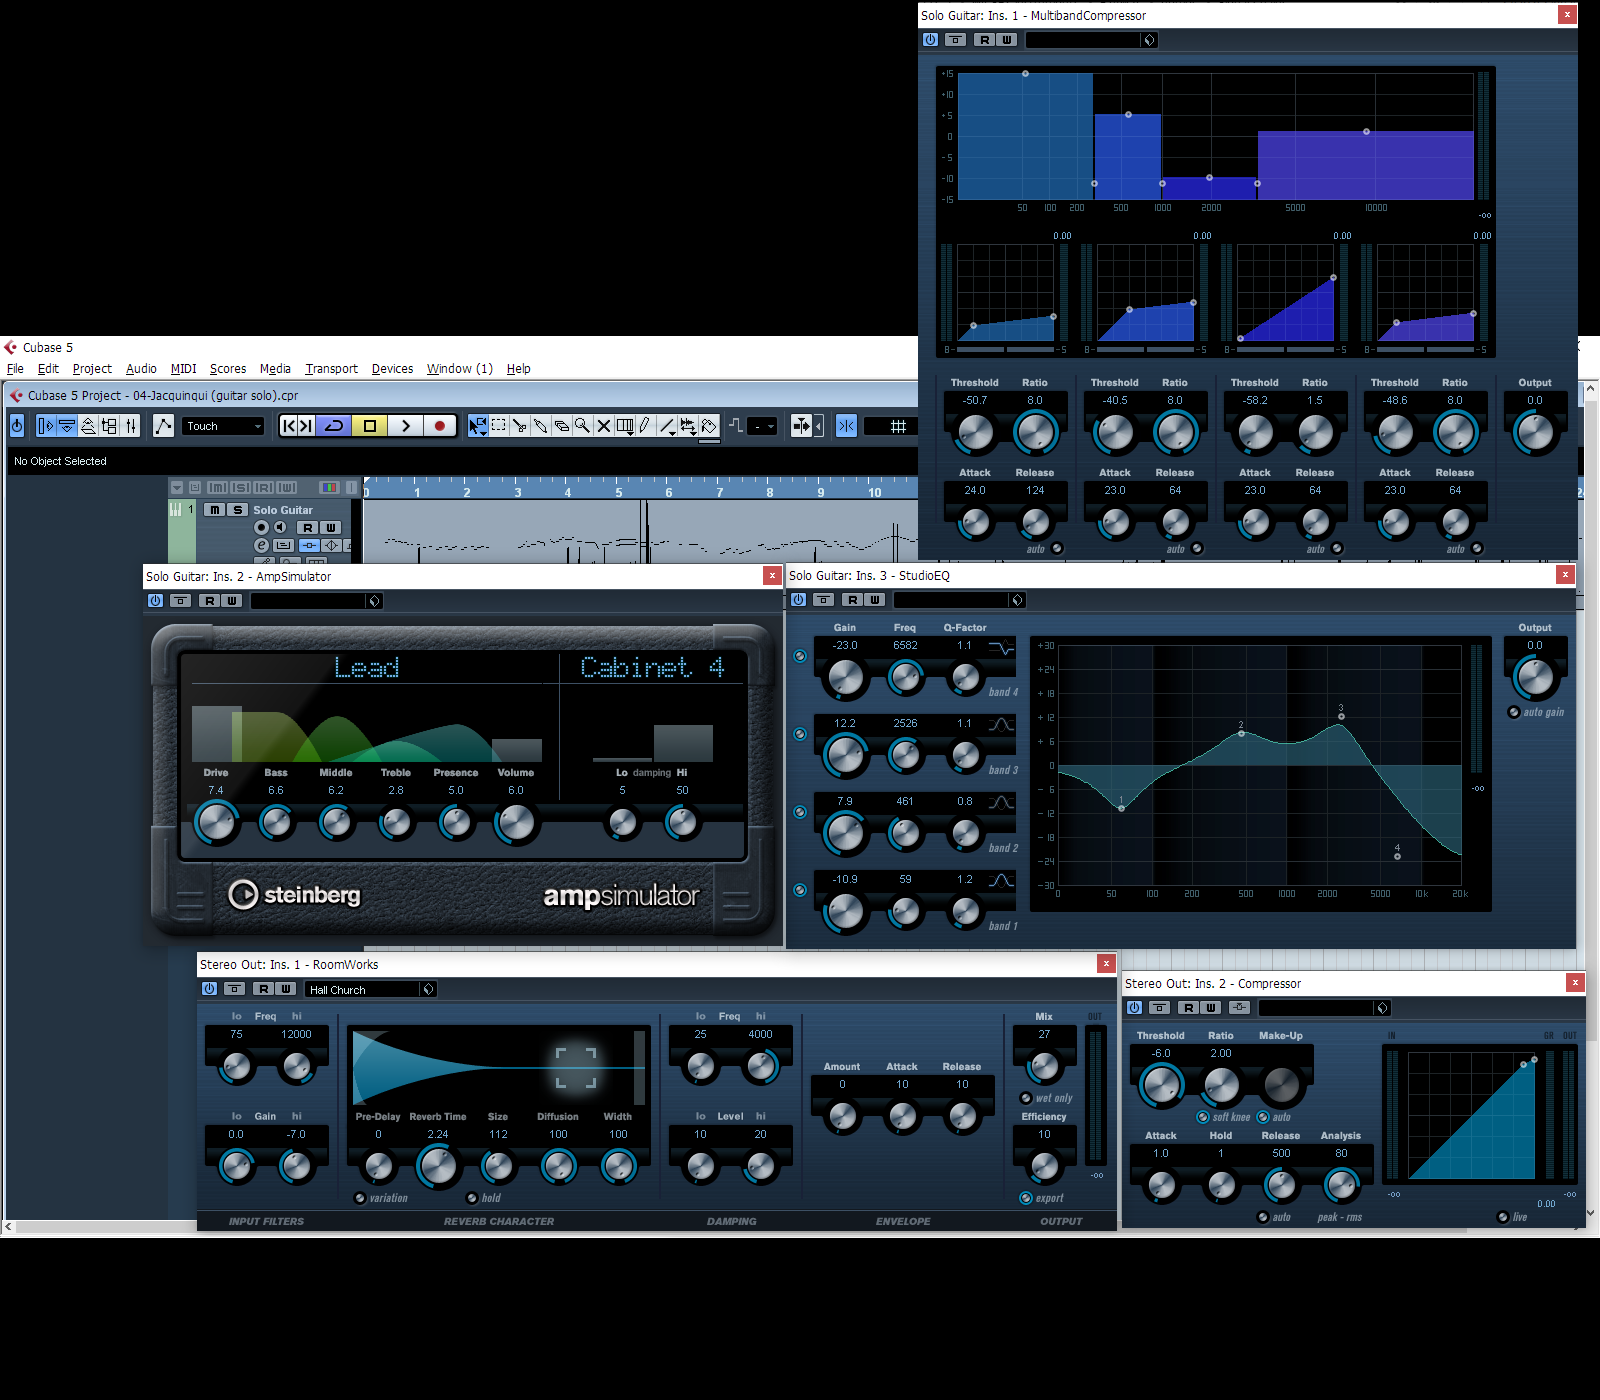 Solo Guitar: Ins. 1 - MultibandCompressor
R W
+15
+10
+5
0
-5
-10
-15
50 100 200 500 1000 2000 5000 10000
-oo
0.00 0.00 0.00 0.00
B S B S B S B S
Threshold Ratio Threshold Ratio Threshold Ratio Threshold Ratio Output
-50.7 8.0 -40.5 8.0 -58.2 1.5 -48.6 8.0 0.0
Attack Release Attack Release Attack Release Attack Release
24.0 124 23.0 64 23.0 64 23.0 64
auto auto auto auto
Cubase 5
File Edit Project Audio MIDI Scores Media Transport Devices Window (1) Help
Cubase 5 Project - 04-Jacquinqui (guitar solo).cpr
Touch
No Object Selected
[M] [S] [R] [W]
0 1 2 3 4 5 6 7 8 9 10
1 M S Solo Guitar
R W
e
Solo Guitar: Ins. 2 - AmpSimulator
R W
Lead Cabinet 4
Drive Bass Middle Treble Presence Volume Lo damping Hi
7.4 6.6 6.2 2.8 5.0 6.0 5 50
steinberg ampsimulator
Solo Guitar: Ins. 3 - StudioEQ
R W
Gain Freq Q-Factor
-23.0 6582 1.1
band 4
12.2 2526 1.1
band 3
7.9 461 0.8
band 2
-10.9 59 1.2
band 1
+30
+24
+18
+12
+6
0
-6
-12
-18
-24
-30
0 50 100 200 500 1000 2000 5000 10k 20k
1 2 3 4
Output
0.0
auto gain
-oo
Stereo Out: Ins. 1 - RoomWorks
R W Hall Church
lo Freq hi
75 12000
lo Gain hi
0.0 -7.0
INPUT FILTERS
Pre-Delay Reverb Time Size Diffusion Width
0 2.24 112 100 100
variation hold
REVERB CHARACTER
lo Freq hi
25 4000
lo Level hi
10 20
DAMPING
Amount Attack Release
0 10 10
ENVELOPE
Mix OUT
27
wet only
Efficiency
10
-oo
export
OUTPUT
Stereo Out: Ins. 2 - Compressor
R W
Threshold Ratio Make-Up
-6.0 2.00
soft knee auto
Attack Hold Release Analysis
1.0 1 500 80
auto peak - rms
IN GR OUT
-oo -oo
0.00
live